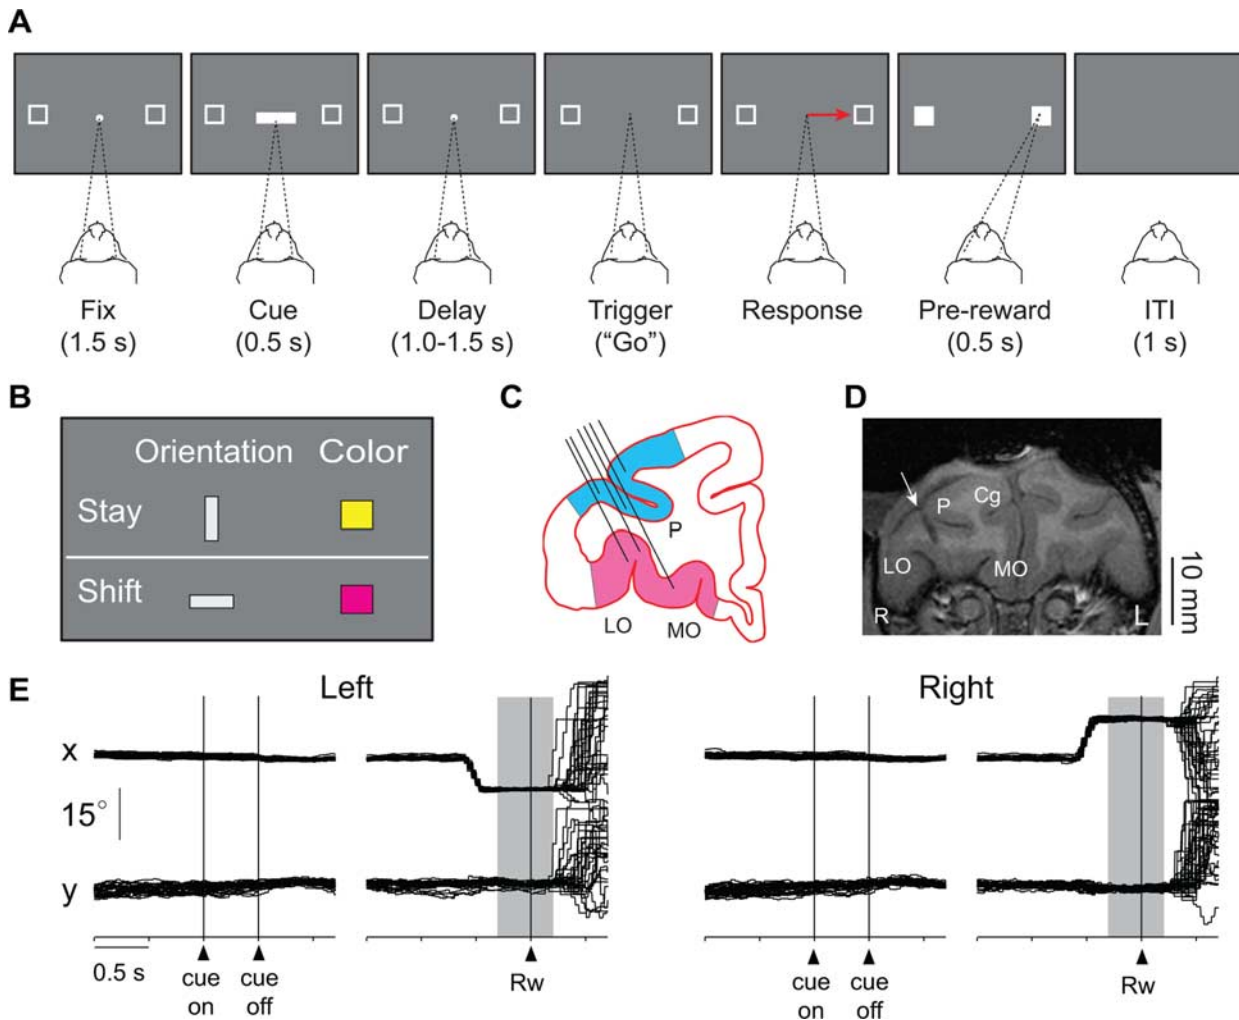 A
Fix
(1.5 s)
Cue
(0.5 s)
Delay
(1.0-1.5 s)
Trigger
("Go")
Response
Pre-reward
(0.5 s)
ITI
(1 s)
B
Orientation Color
Stay
Shift
C
P
LO MO
D
P Cg
LO MO
R L
10 mm
E
Left Right
x
15°
y
0.5 s
cue
on
cue
off
Rw
cue
on
cue
off
Rw